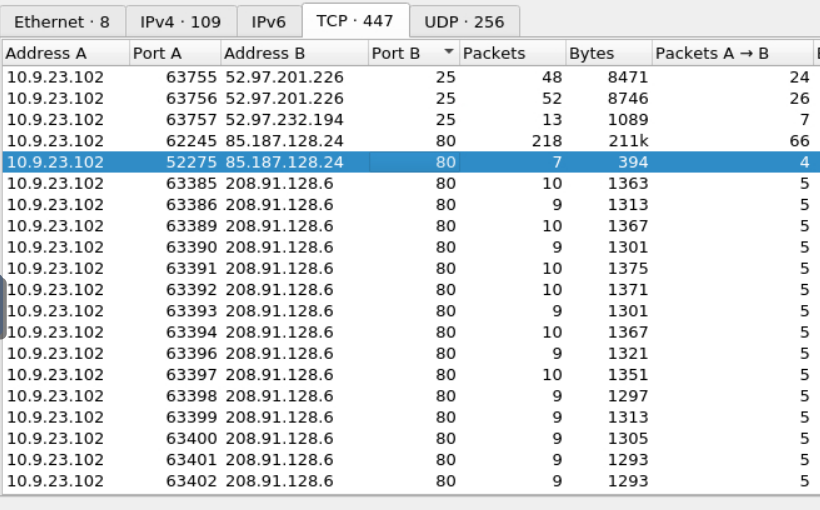 Ethernet · 8 IPv4 · 109 IPv6 TCP · 447 UDP · 256
Address A Port A Address B Port B Packets Bytes Packets A → B
10.9.23.102 63755 52.97.201.226 25 48 8471 24
10.9.23.102 63756 52.97.201.226 25 52 8746 26
10.9.23.102 63757 52.97.232.194 25 13 1089 7
10.9.23.102 62245 85.187.128.24 80 218 211k 66
10.9.23.102 52275 85.187.128.24 80 7 394 4
10.9.23.102 63385 208.91.128.6 80 10 1363 5
10.9.23.102 63386 208.91.128.6 80 9 1313 5
10.9.23.102 63389 208.91.128.6 80 10 1367 5
10.9.23.102 63390 208.91.128.6 80 9 1301 5
10.9.23.102 63391 208.91.128.6 80 10 1375 5
10.9.23.102 63392 208.91.128.6 80 10 1371 5
10.9.23.102 63393 208.91.128.6 80 9 1301 5
10.9.23.102 63394 208.91.128.6 80 10 1367 5
10.9.23.102 63396 208.91.128.6 80 9 1321 5
10.9.23.102 63397 208.91.128.6 80 10 1351 5
10.9.23.102 63398 208.91.128.6 80 9 1297 5
10.9.23.102 63399 208.91.128.6 80 9 1313 5
10.9.23.102 63400 208.91.128.6 80 9 1305 5
10.9.23.102 63401 208.91.128.6 80 9 1293 5
10.9.23.102 63402 208.91.128.6 80 9 1293 5